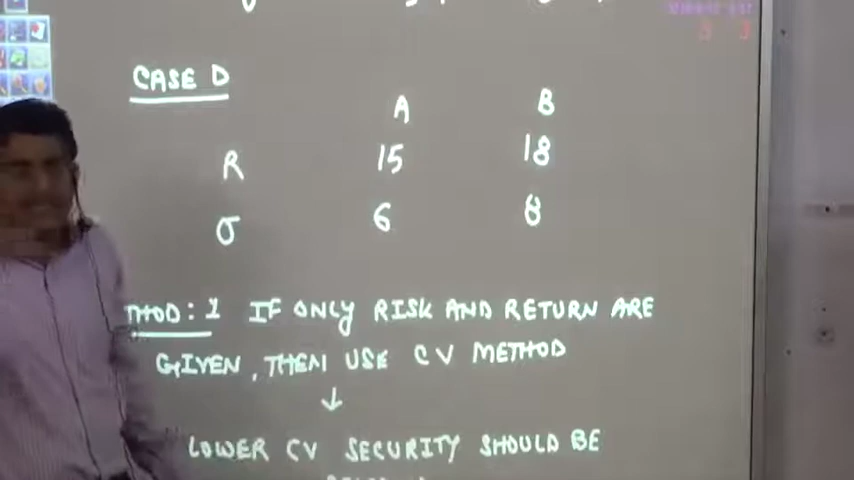 CASE D
A B
R 15 18
σ 6 8
THOD: 1 IF ONLY RISK AND RETURN ARE
GIVEN, THEN USE CV METHOD
↓
LOWER CV SECURITY SHOULD BE